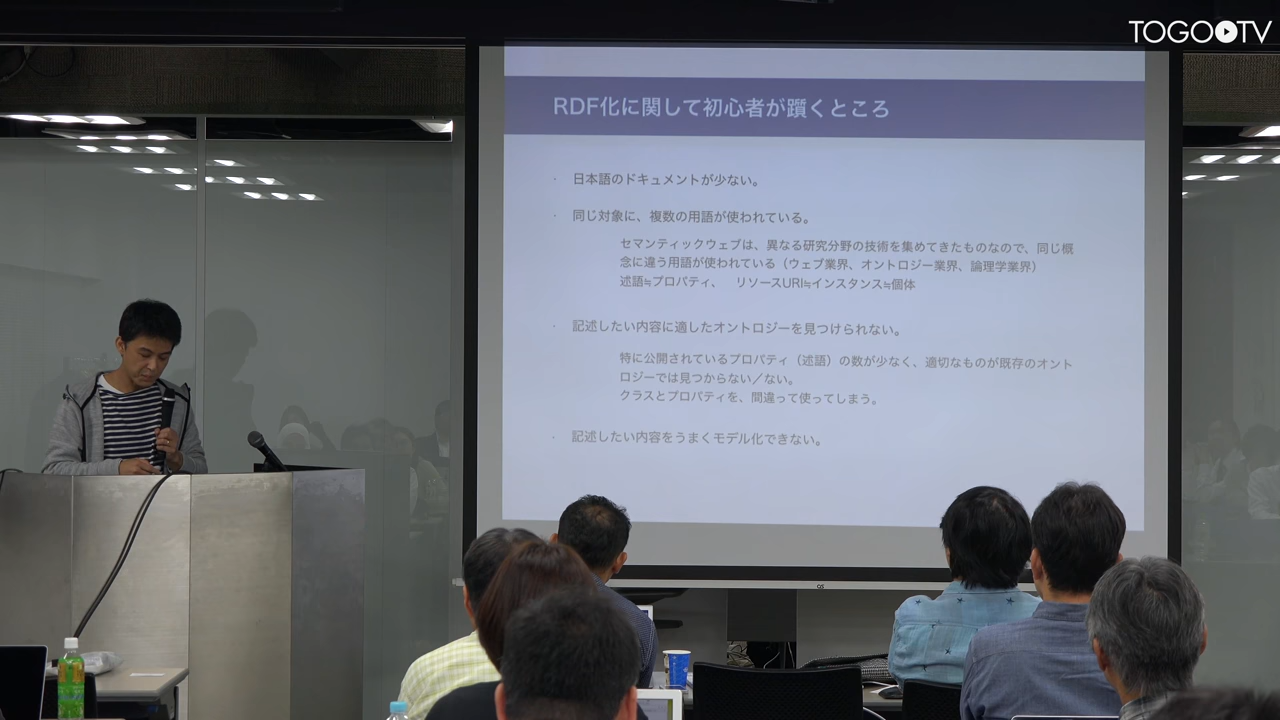 TOGO TV
RDF化に関して初心者が躓くところ
・ 日本語のドキュメントが少ない。
・ 同じ対象に、複数の用語が使われている。
セマンティックウェブは、異なる研究分野の技術を集めてきたものなので、同じ概
念に違う用語が使われている（ウェブ業界、オントロジー業界、論理学業界）
述語≒プロパティ、 リソースURI≒インスタンス≒個体
・ 記述したい内容に適したオントロジーを見つけられない。
特に公開されているプロパティ（述語）の数が少なく、適切なものが既存のオント
ロジーでは見つからない／ない。
クラスとプロパティを、間違って使ってしまう。
・ 記述したい内容をうまくモデル化できない。